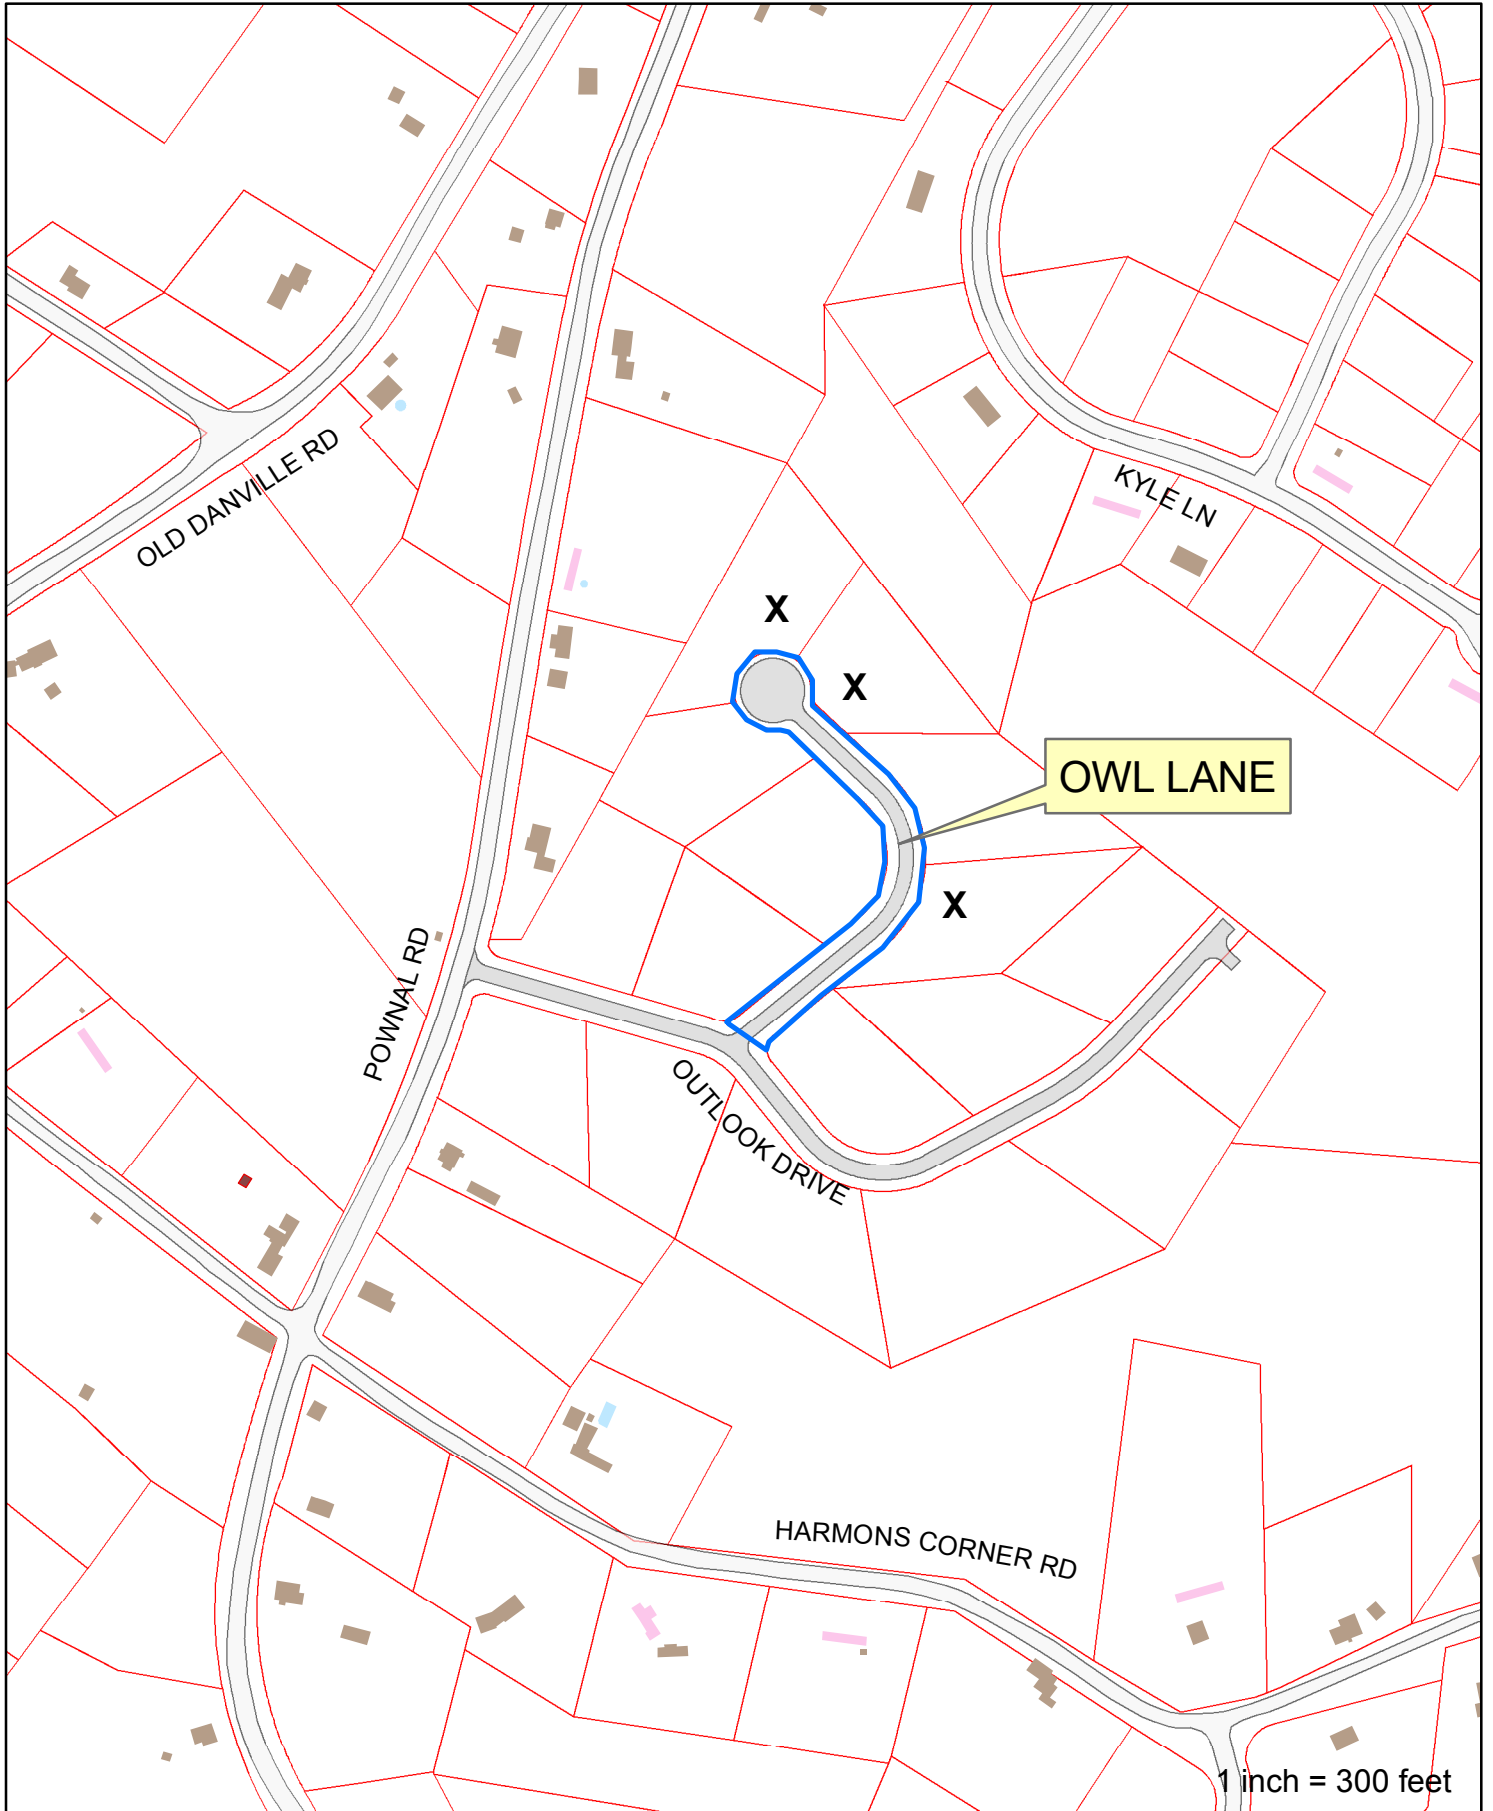 OLD DANVILLE RD
KYLE LN
X
X
OWL LANE
X
POWNAL RD
OUTLOOK DRIVE
HARMONS CORNER RD
1 inch = 300 feet